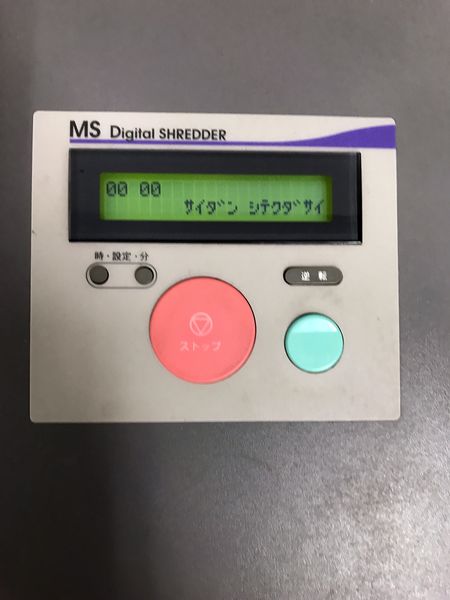 MS Digital SHREDDER
00 00
サイダン シテクダサイ
時・設定・分
逆転
ストップ